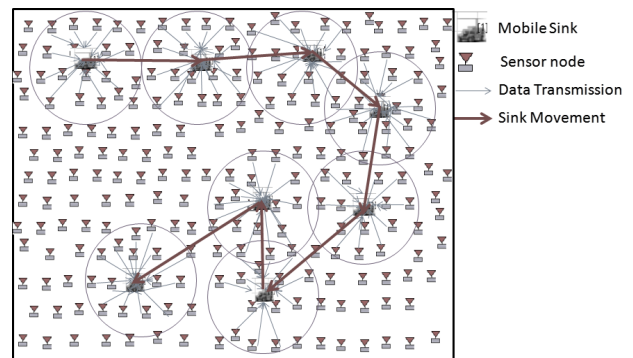 Mobile Sink
Sensor node
Data Transmission
Sink Movement